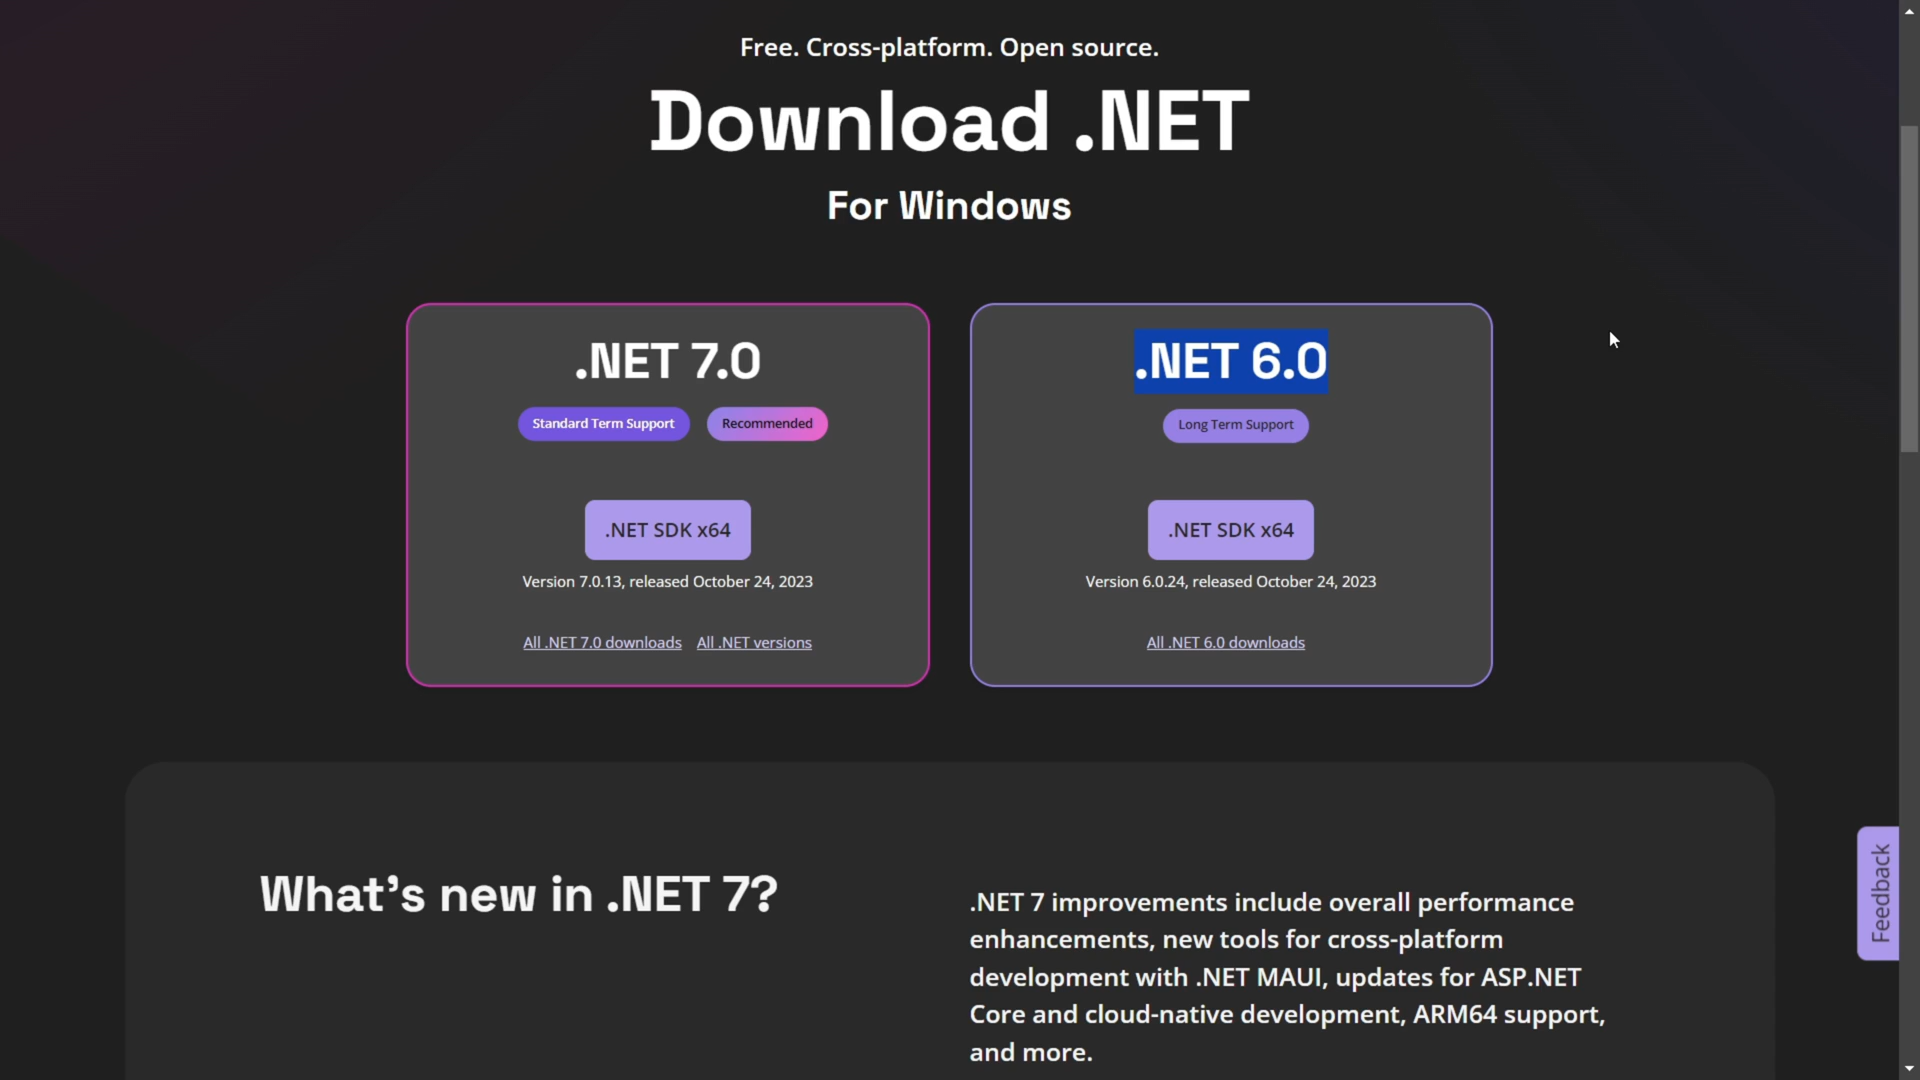 Free. Cross-platform. Open source.
Download .NET
For Windows
.NET 7.0
Standard Term Support
Recommended
.NET SDK x64
Version 7.0.13, released October 24, 2023
All .NET 7.0 downloads
All .NET versions
.NET 6.0
Long Term Support
.NET SDK x64
Version 6.0.24, released October 24, 2023
All .NET 6.0 downloads
What’s new in .NET 7?
.NET 7 improvements include overall performance
enhancements, new tools for cross-platform
development with .NET MAUI, updates for ASP.NET
Core and cloud-native development, ARM64 support,
and more.
Feedback